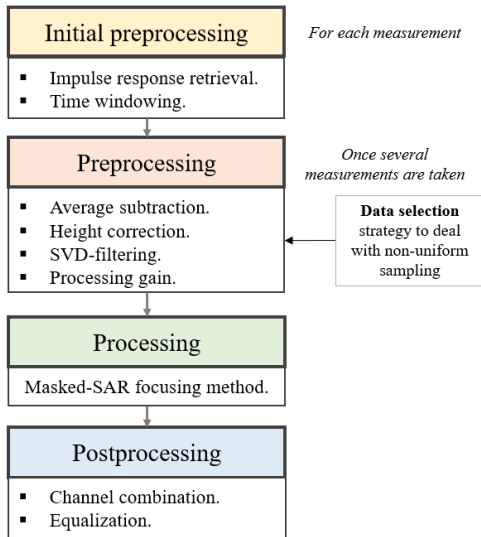 Initial preprocessing
For each measurement
▪ Impulse response retrieval.
▪ Time windowing.
Preprocessing
Once several
measurements are taken
▪ Average subtraction.
▪ Height correction.
▪ SVD-filtering.
▪ Processing gain.
Data selection
strategy to deal
with non-uniform
sampling
Processing
Masked-SAR focusing method.
Postprocessing
▪ Channel combination.
▪ Equalization.